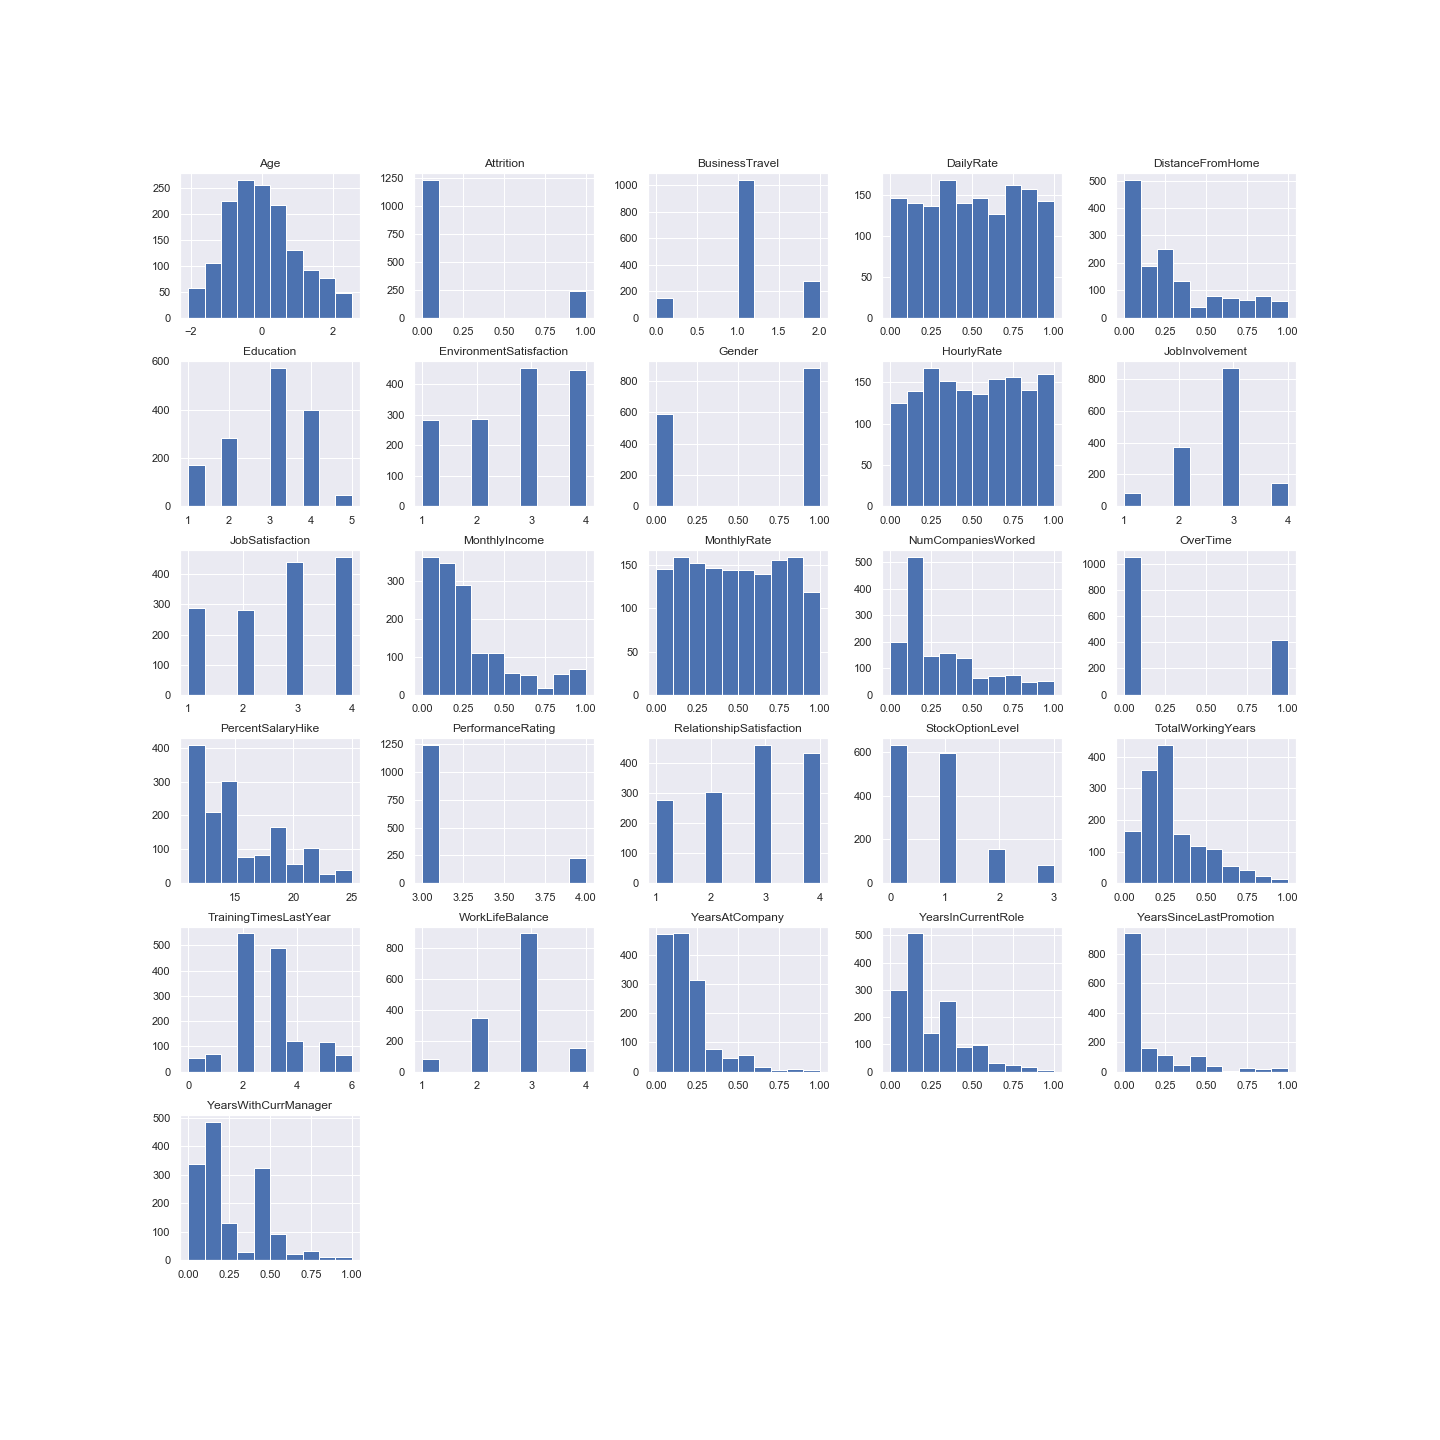 Age
250
200
150
100
50
0
−2 0 2
Attrition
1250
1000
750
500
250
0
0.00 0.25 0.50 0.75 1.00
BusinessTravel
1000
800
600
400
200
0
0.0 0.5 1.0 1.5 2.0
DailyRate
150
100
50
0
0.00 0.25 0.50 0.75 1.00
DistanceFromHome
500
400
300
200
100
0
0.00 0.25 0.50 0.75 1.00
Education
600
400
200
0
1 2 3 4 5
EnvironmentSatisfaction
400
300
200
100
0
1 2 3 4
Gender
800
600
400
200
0
0.00 0.25 0.50 0.75 1.00
HourlyRate
150
100
50
0
0.00 0.25 0.50 0.75 1.00
JobInvolvement
800
600
400
200
0
1 2 3 4
JobSatisfaction
400
300
200
100
0
1 2 3 4
MonthlyIncome
300
200
100
0
0.00 0.25 0.50 0.75 1.00
MonthlyRate
150
100
50
0
0.00 0.25 0.50 0.75 1.00
NumCompaniesWorked
500
400
300
200
100
0
0.00 0.25 0.50 0.75 1.00
OverTime
1000
800
600
400
200
0
0.00 0.25 0.50 0.75 1.00
PercentSalaryHike
400
300
200
100
0
15 20 25
PerformanceRating
1250
1000
750
500
250
0
3.00 3.25 3.50 3.75 4.00
RelationshipSatisfaction
400
300
200
100
0
1 2 3 4
StockOptionLevel
600
400
200
0
0 1 2 3
TotalWorkingYears
400
300
200
100
0
0.00 0.25 0.50 0.75 1.00
TrainingTimesLastYear
500
400
300
200
100
0
0 2 4 6
WorkLifeBalance
800
600
400
200
0
1 2 3 4
YearsAtCompany
400
300
200
100
0
0.00 0.25 0.50 0.75 1.00
YearsInCurrentRole
500
400
300
200
100
0
0.00 0.25 0.50 0.75 1.00
YearsSinceLastPromotion
800
600
400
200
0
0.00 0.25 0.50 0.75 1.00
YearsWithCurrManager
500
400
300
200
100
0
0.00 0.25 0.50 0.75 1.00